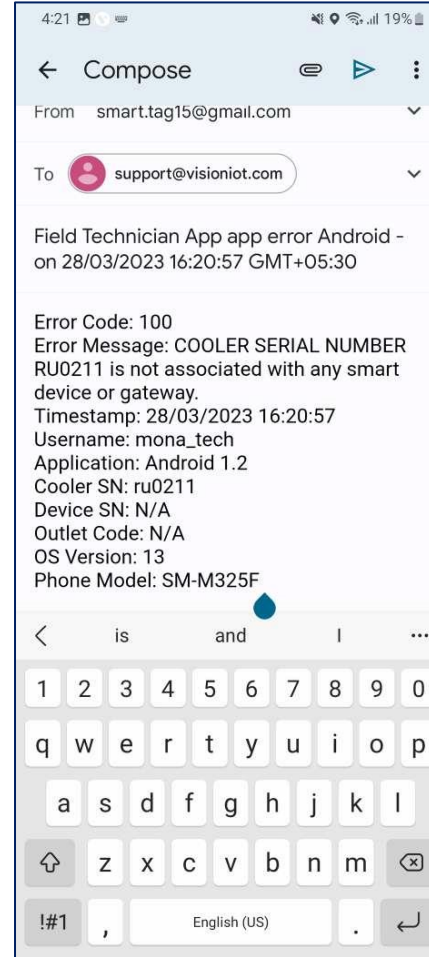 4:21 19%
Compose
From smart.tag15@gmail.com
To support@visioniot.com
Field Technician App app error Android -
on 28/03/2023 16:20:57 GMT+05:30
Error Code: 100
Error Message: COOLER SERIAL NUMBER
RU0211 is not associated with any smart
device or gateway.
Timestamp: 28/03/2023 16:20:57
Username: mona_tech
Application: Android 1.2
Cooler SN: ru0211
Device SN: N/A
Outlet Code: N/A
OS Version: 13
Phone Model: SM-M325F
is and I
1 2 3 4 5 6 7 8 9 0
q w e r t y u i o p
a s d f g h j k l
z x c v b n m
!#1 , English (US) .